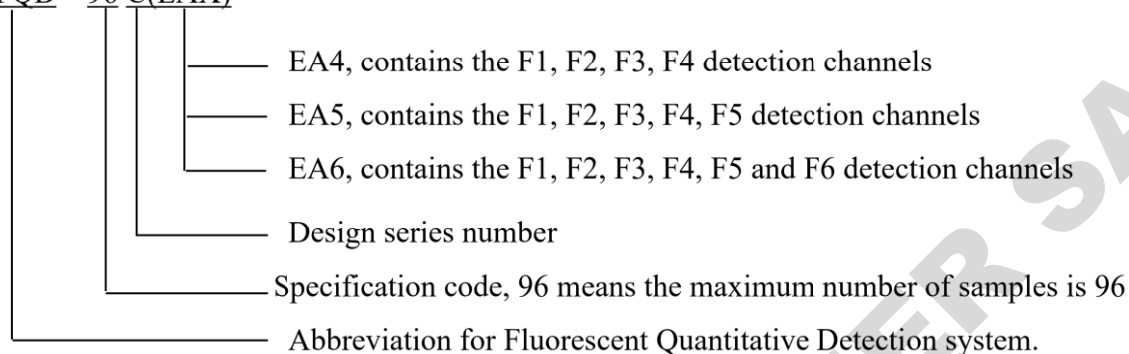 EA4, contains the F1, F2, F3, F4 detection channels
EA5, contains the F1, F2, F3, F4, F5 detection channels
EA6, contains the F1, F2, F3, F4, F5 and F6 detection channels
Design series number
Specification code, 96 means the maximum number of samples is 96
Abbreviation for Fluorescent Quantitative Detection system.